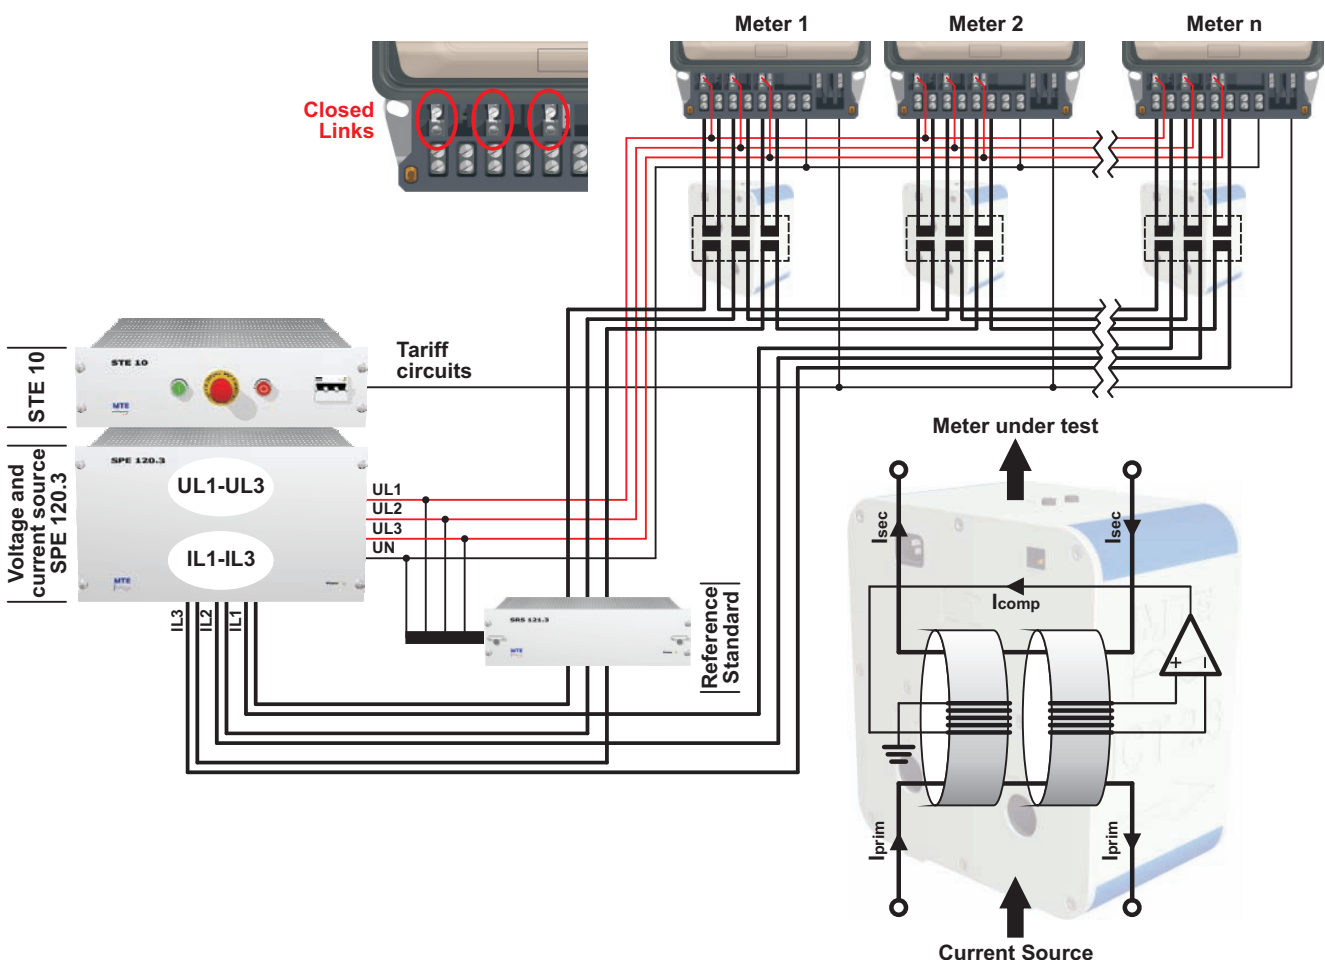 Meter 1
Meter 2
Meter n
Closed
Links
STE 10
STE 10
MTE
Tariff
circuits
Voltage and
current source
SPE 120.3
SPE 120.3
UL1-UL3
IL1-IL3
MTE
UL1
UL2
UL3
UN
IL3
IL2
IL1
SRS 121.3
Reference
Standard
Meter under test
Isec
Isec
Icomp
+ –
Iprim
Iprim
Current Source